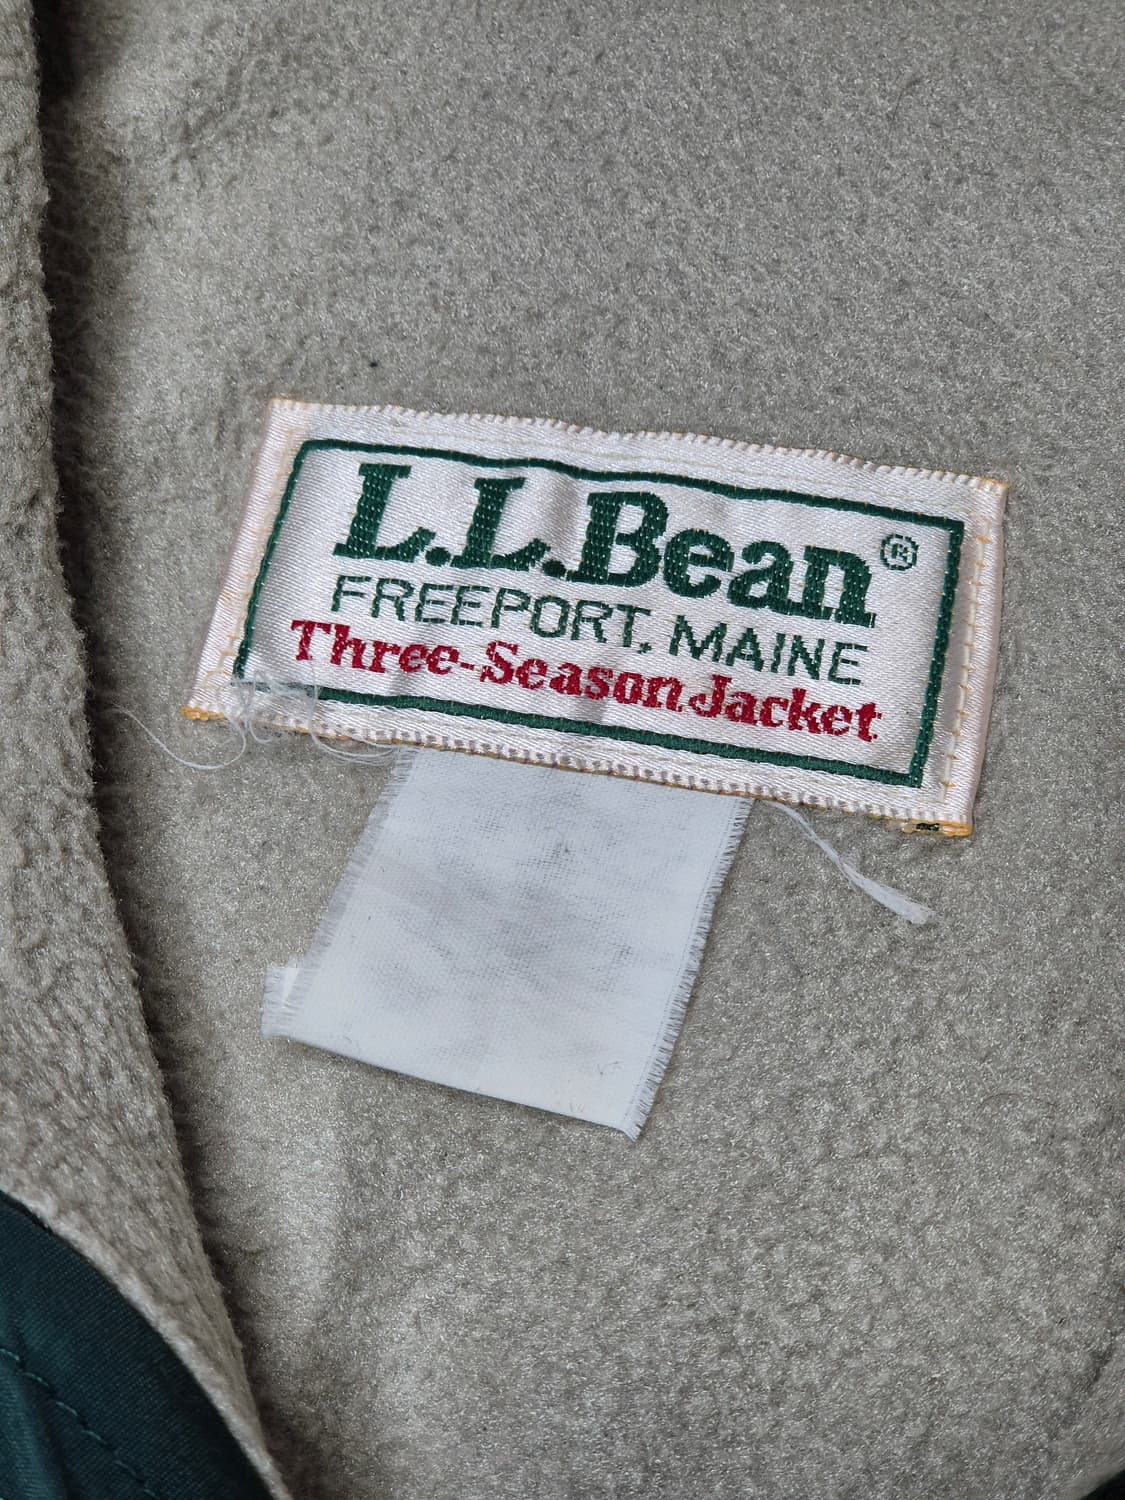 L.L.Bean®
FREEPORT, MAINE
Three-Season Jacket